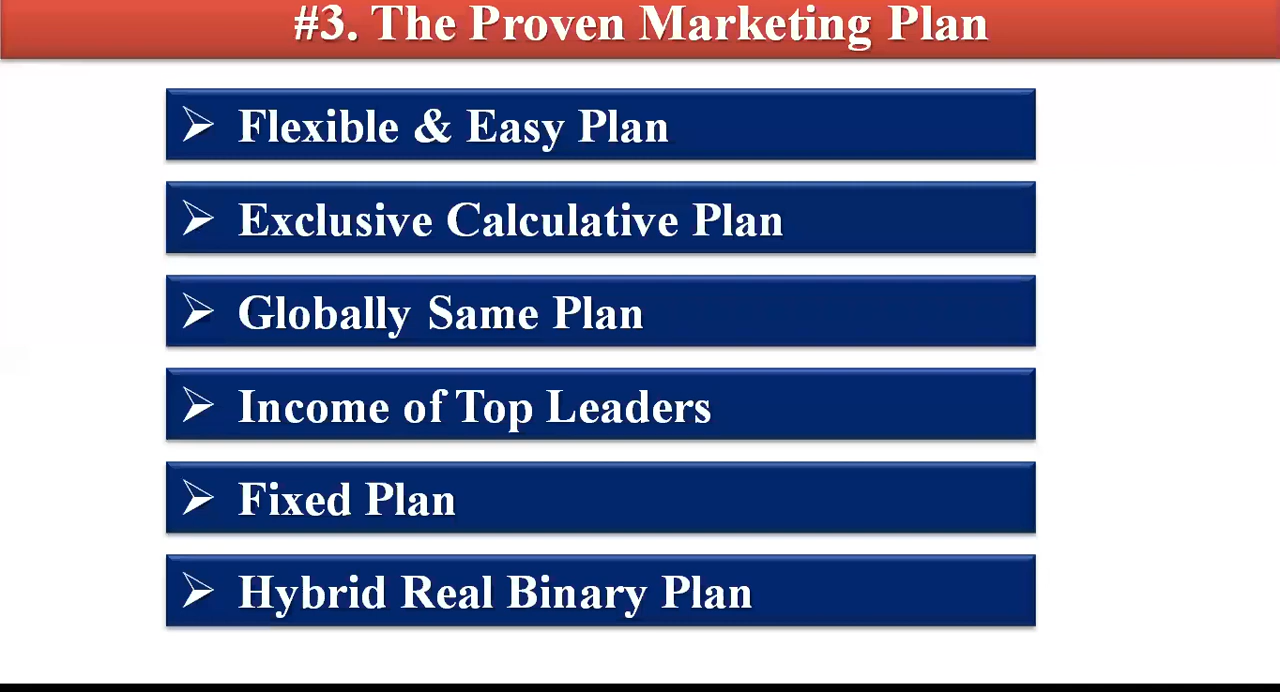 #3. The Proven Marketing Plan
Flexible & Easy Plan
Exclusive Calculative Plan
Globally Same Plan
Income of Top Leaders
Fixed Plan
Hybrid Real Binary Plan